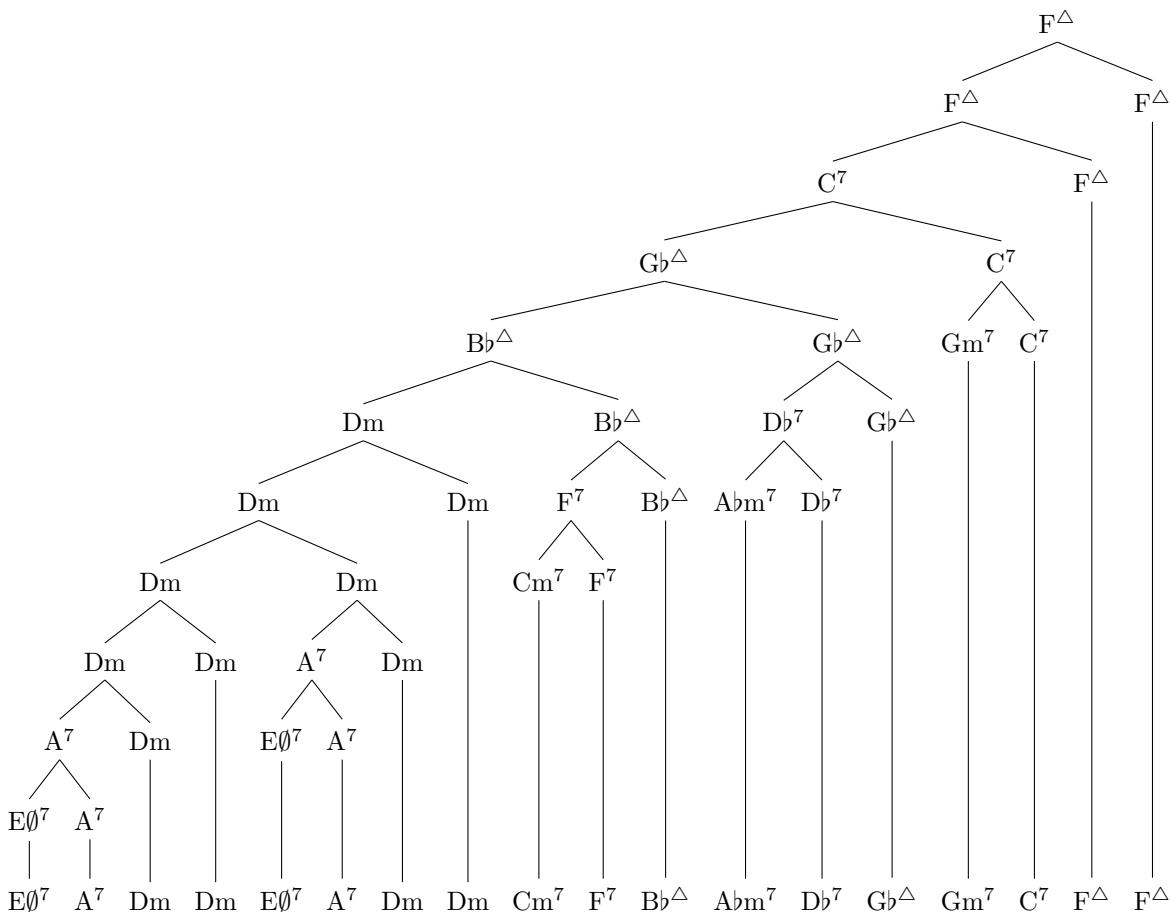 F△
F△ F△
C⁷ F△
G♭△ C⁷
B♭△ G♭△ Gm⁷ C⁷
Dm B♭△ D♭⁷ G♭△
Dm Dm F⁷ B♭△ A♭m⁷ D♭⁷
Dm Dm Cm⁷ F⁷
Dm Dm A⁷ Dm
A⁷ Dm E∅⁷ A⁷
E∅⁷ A⁷
E∅⁷ A⁷ Dm Dm E∅⁷ A⁷ Dm Dm Cm⁷ F⁷ B♭△ A♭m⁷ D♭⁷ G♭△ Gm⁷ C⁷ F△ F△